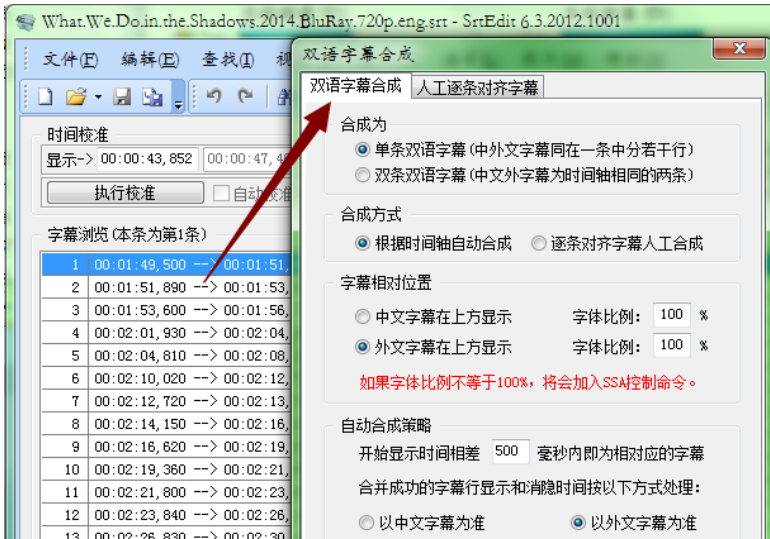 What.We.Do.in.the.Shadows.2014.BluRay.720p.eng.srt - SrtEdit 6.3.2012.1001
文件(F) 编辑(E) 查找(I) 视
时间校准
显示-> 00:00:43,852 00:00:47,4
执行校准 自动校准
字幕浏览(本条为第1条)
1 00:01:49,500 --> 00:01:51,
2 00:01:51,890 --> 00:01:53,
3 00:01:53,600 --> 00:01:56,
4 00:02:01,930 --> 00:02:04,
5 00:02:04,810 --> 00:02:08,
6 00:02:10,020 --> 00:02:12,
7 00:02:12,720 --> 00:02:13,
8 00:02:14,150 --> 00:02:16,
9 00:02:16,620 --> 00:02:19,
10 00:02:19,360 --> 00:02:21,
11 00:02:21,800 --> 00:02:23,
12 00:02:23,840 --> 00:02:26,
13 00:02:26,830 --> 00:02:30
双语字幕合成
双语字幕合成 人工逐条对齐字幕
合成为
单条双语字幕(中外文字幕同在一条中分若干行)
双条双语字幕(中文外字幕为时间轴相同的两条)
合成方式
根据时间轴自动合成 逐条对齐字幕人工合成
字幕相对位置
中文字幕在上方显示 字体比例: 100 %
外文字幕在上方显示 字体比例: 100 %
如果字体比例不等于100%,将会加入SSA控制命令。
自动合成策略
开始显示时间相差 500 毫秒内即为相对应的字幕
合并成功的字幕行显示和消隐时间按以下方式处理:
以中文字幕为准 以外文字幕为准